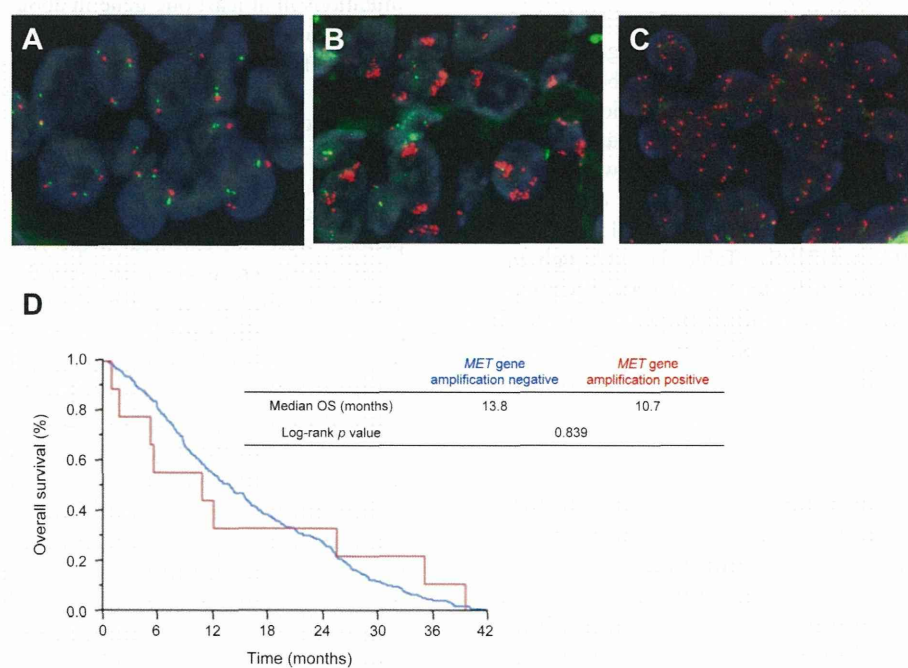 A
B
C
D
MET gene amplification negative
MET gene amplification positive
Median OS (months) 13.8 10.7
Log-rank p value 0.839
Overall survival (%)
1.0
0.8
0.6
0.4
0.2
0.0
0 6 12 18 24 30 36 42
Time (months)